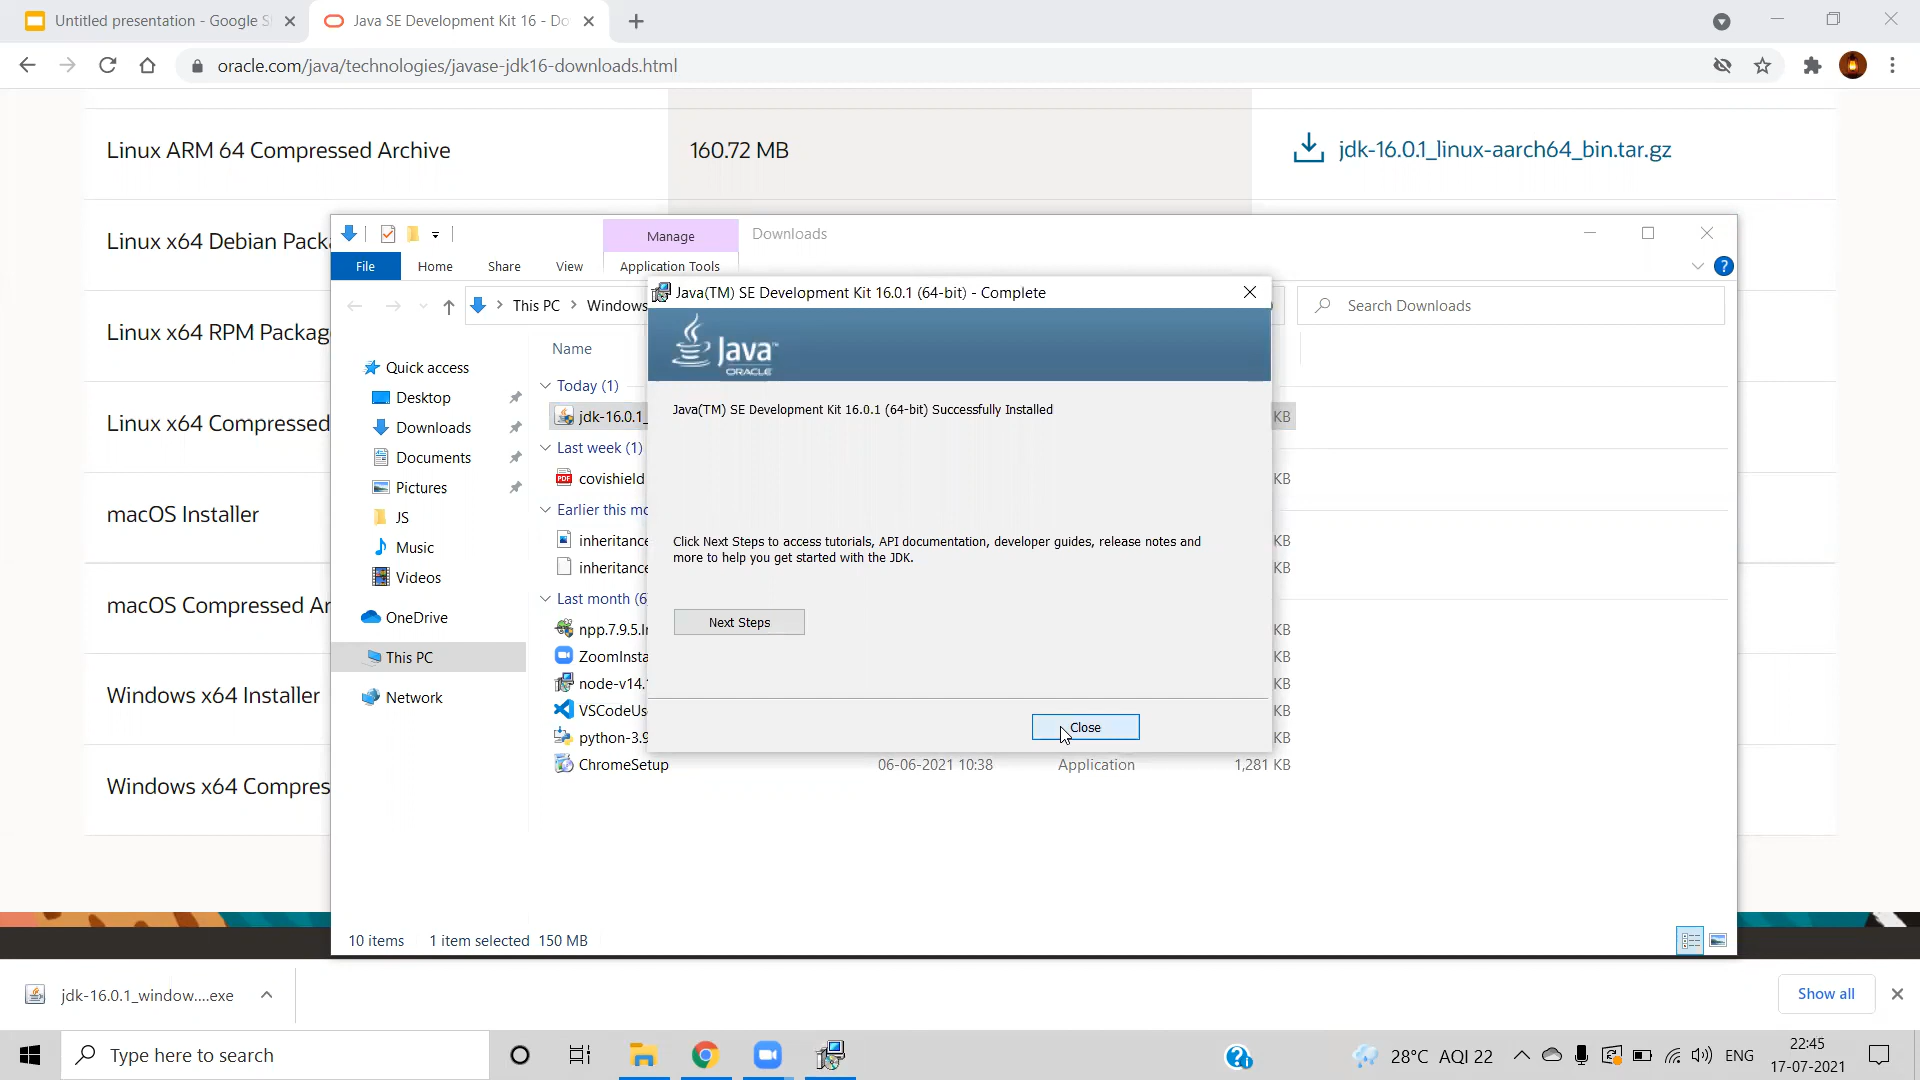 Untitled presentation - Google S
Java SE Development Kit 16 - Do
oracle.com/java/technologies/javase-jdk16-downloads.html
Linux ARM 64 Compressed Archive 160.72 MB jdk-16.0.1_linux-aarch64_bin.tar.gz
Linux x64 Debian Packa
Linux x64 RPM Packag
Linux x64 Compressed
macOS Installer
macOS Compressed Ar
Windows x64 Installer
Windows x64 Compres
Manage Downloads
File Home Share View Application Tools
This PC Windows Search Downloads
Quick access
Desktop
Downloads
Documents
Pictures
JS
Music
Videos
OneDrive
This PC
Network
Name
Today (1)
jdk-16.0.1_ KB
Last week (1)
covishield KB
Earlier this mo
inheritance KB
inheritance KB
Last month (6
npp.7.9.5.In KB
ZoomInsta KB
node-v14.1 KB
VSCodeUs KB
python-3.9 KB
ChromeSetup 06-06-2021 10:38 Application 1,281 KB
Java(TM) SE Development Kit 16.0.1 (64-bit) - Complete
Java™
ORACLE
Java(TM) SE Development Kit 16.0.1 (64-bit) Successfully Installed
Click Next Steps to access tutorials, API documentation, developer guides, release notes and
more to help you get started with the JDK.
Next Steps
Close
10 items 1 item selected 150 MB
jdk-16.0.1_window....exe
Show all
Type here to search
28°C AQI 22
ENG
22:45
17-07-2021